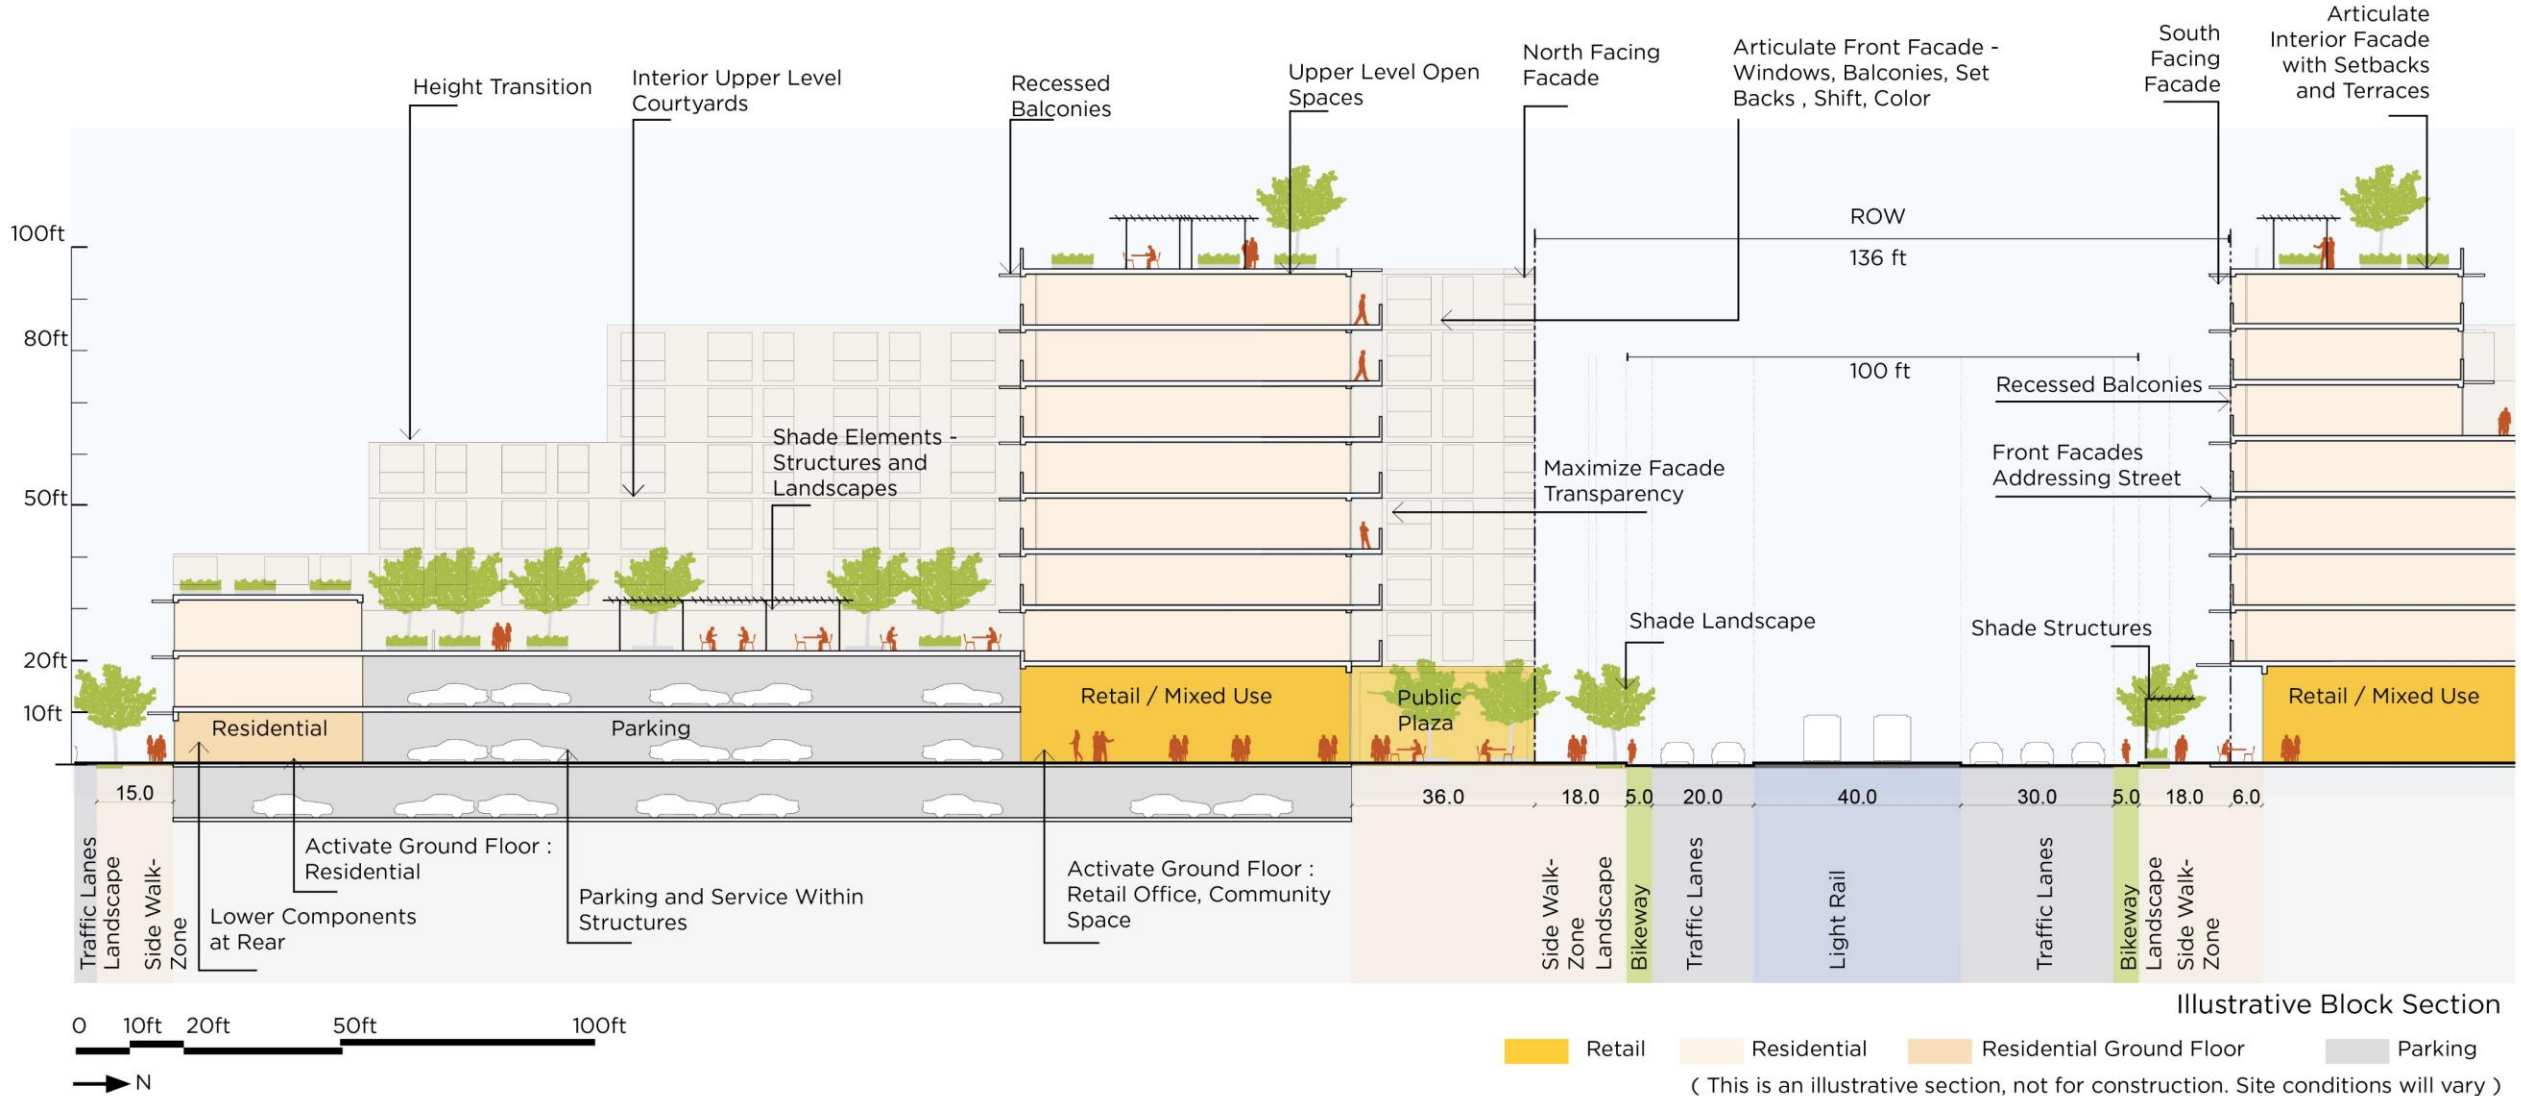 Height Transition
Interior Upper Level
Courtyards
Recessed
Balconies
Upper Level Open
Spaces
North Facing
Facade
Articulate Front Facade -
Windows, Balconies, Set
Backs , Shift, Color
South
Facing
Facade
Articulate
Interior Facade
with Setbacks
and Terraces
100ft
80ft
50ft
20ft
10ft
ROW
136 ft
100 ft
Recessed Balconies
Front Facades
Addressing Street
Shade Elements -
Structures and
Landscapes
Maximize Facade
Transparency
Shade Landscape
Shade Structures
Residential
Parking
Retail / Mixed Use
Public
Plaza
Retail / Mixed Use
15.0
36.0
18.0
5.0
20.0
40.0
30.0
5.0
18.0
6.0
Traffic Lanes
Landscape
Side Walk-
Zone
Lower Components
at Rear
Activate Ground Floor :
Residential
Parking and Service Within
Structures
Activate Ground Floor :
Retail Office, Community
Space
Side Walk-
Zone
Landscape
Bikeway
Traffic Lanes
Light Rail
Traffic Lanes
Bikeway
Landscape
Side Walk-
Zone
Illustrative Block Section
0 10ft 20ft 50ft 100ft
N
Retail
Residential
Residential Ground Floor
Parking
( This is an illustrative section, not for construction. Site conditions will vary )